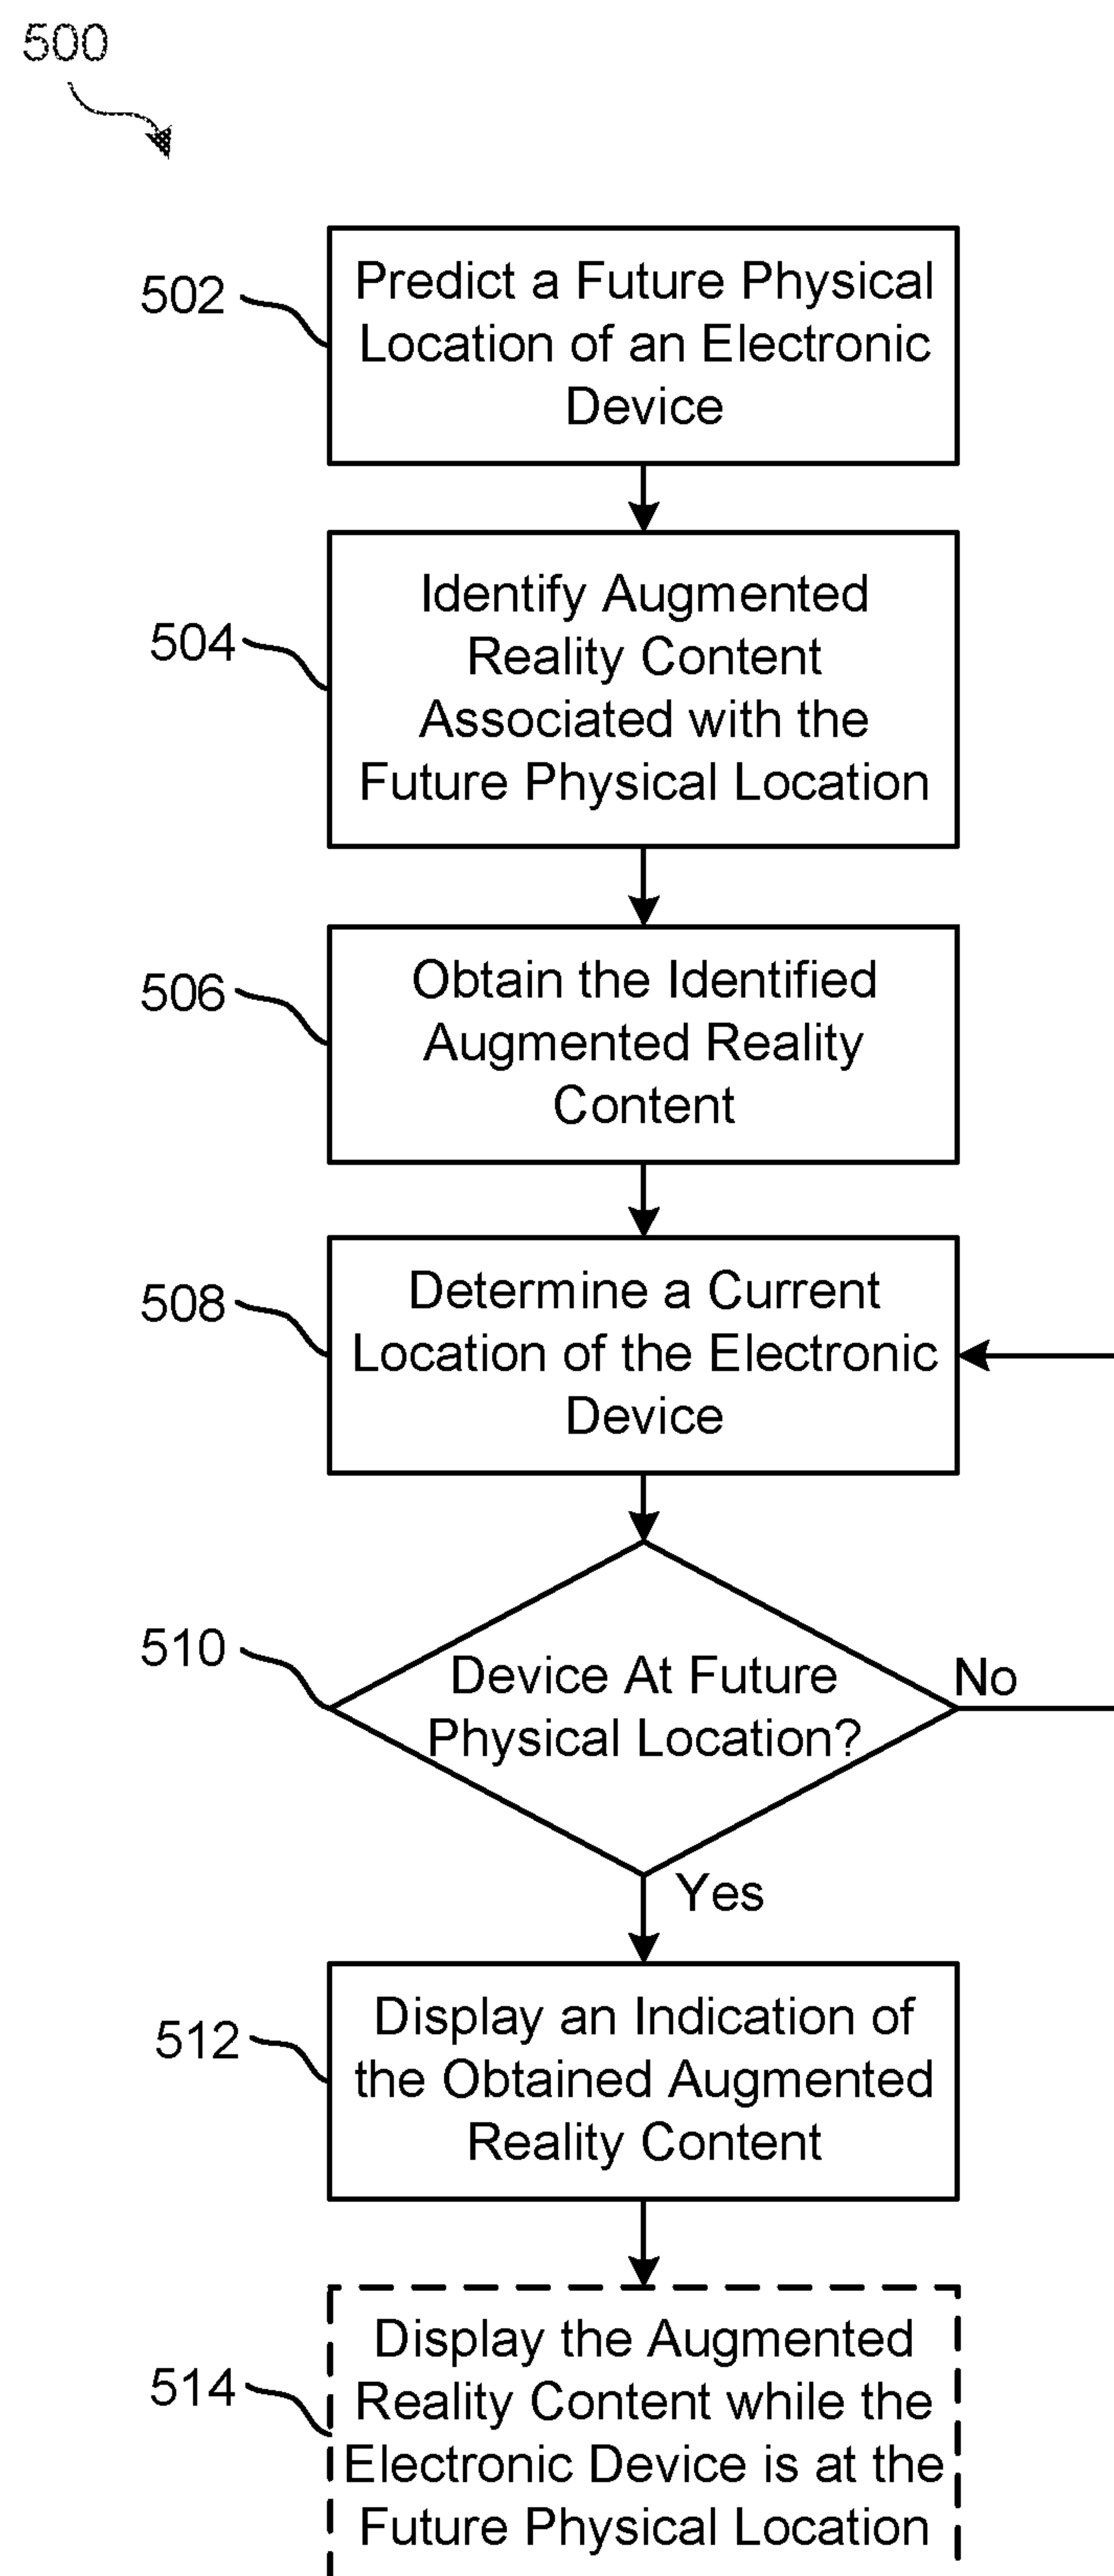 500
502
Predict a Future Physical
Location of an Electronic
Device
504
Identify Augmented
Reality Content
Associated with the
Future Physical Location
506
Obtain the Identified
Augmented Reality
Content
508
Determine a Current
Location of the Electronic
Device
510
Device At Future
Physical Location?
No
Yes
512
Display an Indication of
the Obtained Augmented
Reality Content
514
Display the Augmented
Reality Content while the
Electronic Device is at the
Future Physical Location